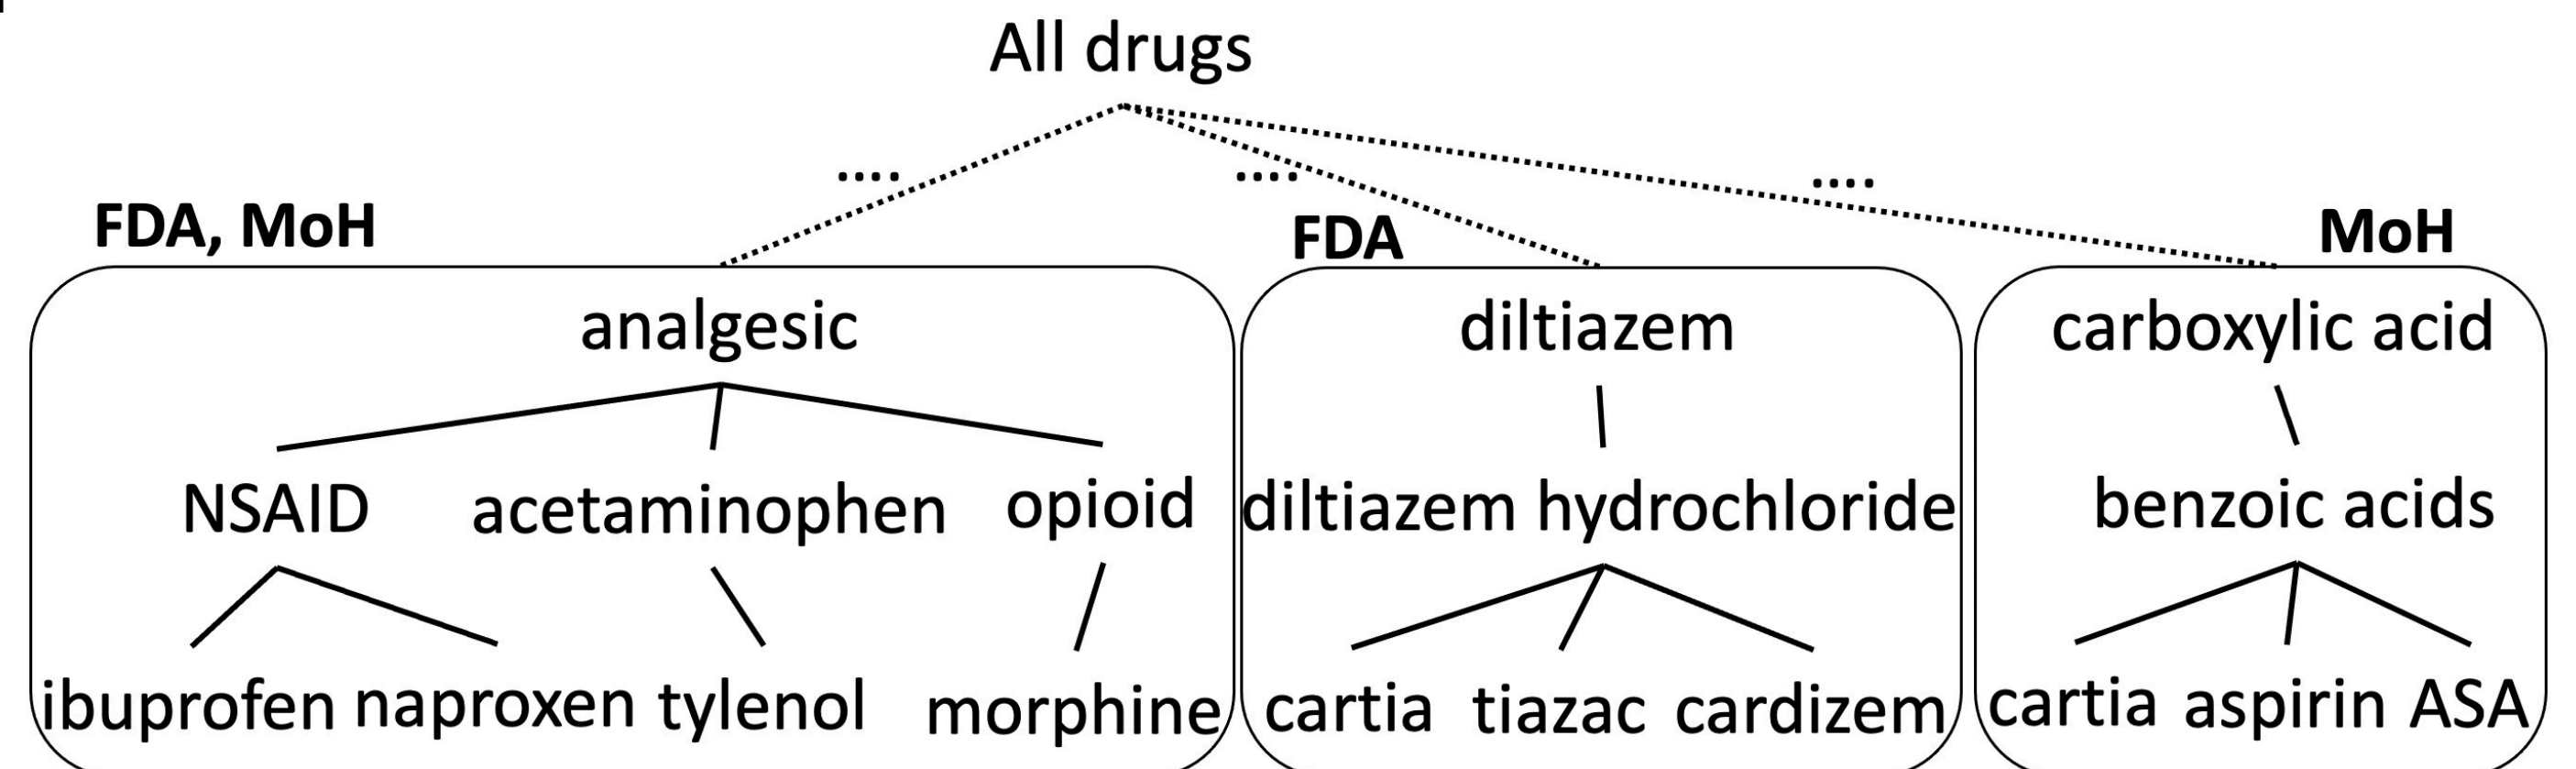 All drugs
.... .... ....
FDA, MoH FDA MoH
analgesic diltiazem carboxylic acid
NSAID acetaminophen opioid diltiazem hydrochloride benzoic acids
ibuprofen naproxen tylenol morphine cartia tiazac cardizem cartia aspirin ASA